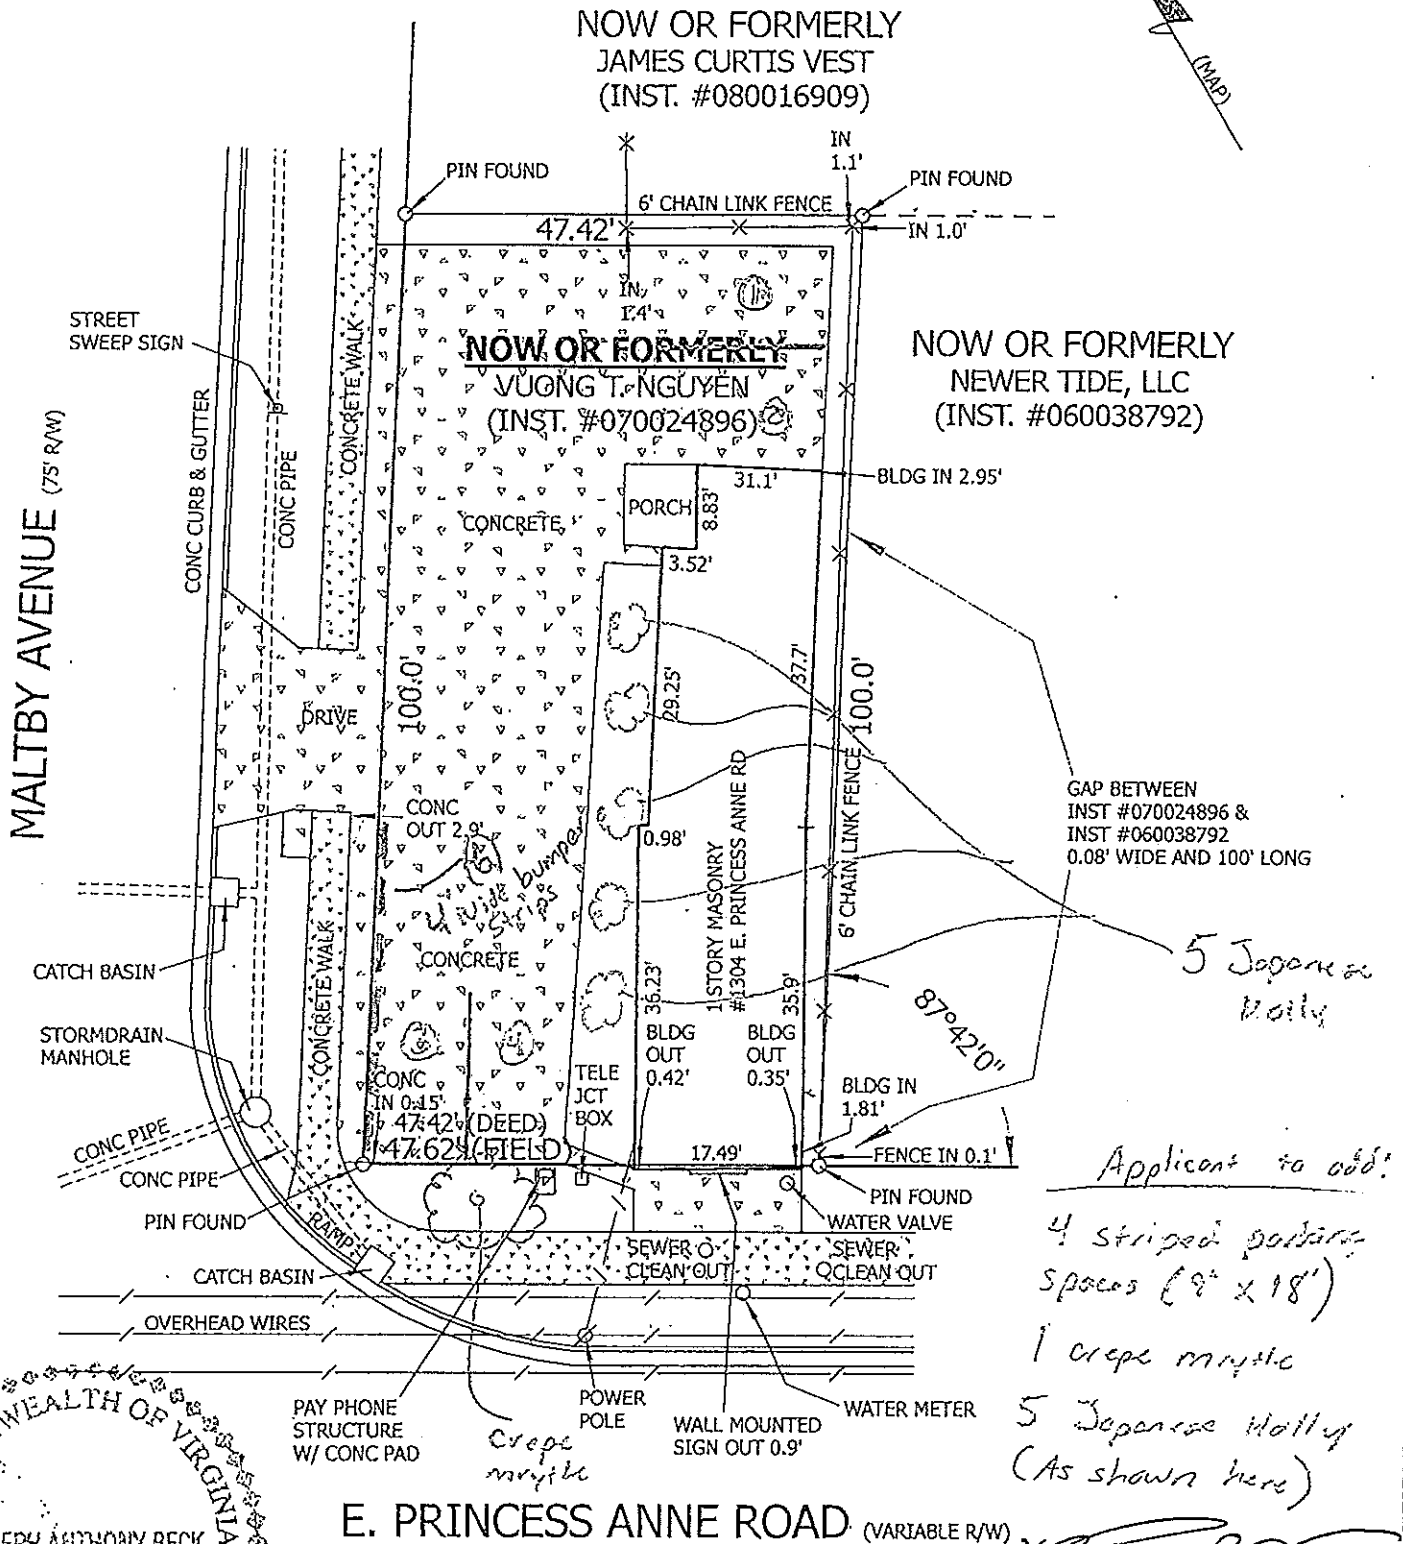 NOW OR FORMERLY
JAMES CURTIS VEST
(INST. #080016909)
(MAP)
IN
1.1'
PIN FOUND
PIN FOUND
6' CHAIN LINK FENCE
47.42'
IN 1.0'
IN
1.4'
STREET
SWEEP SIGN
NOW OR FORMERLY
VUONG T. NGUYEN
(INST. #070024896)
1
2
NOW OR FORMERLY
NEWER TIDE, LLC
(INST. #060038792)
MALTBY AVENUE (75' R/W)
CONC CURB & GUTTER
CONC PIPE
CONCRETE WALK
BLDG IN 2.95'
31.1'
PORCH
8.83'
CONCRETE
3.52'
100.0'
DRIVE
29.25'
37.7'
100.0'
6' CHAIN LINK FENCE
CONC
OUT 2.9'
0.98'
1 STORY MASONRY
#1304 E. PRINCESS ANNE RD
GAP BETWEEN
INST #070024896 &
INST #060038792
0.08' WIDE AND 100' LONG
6'
4 wide bumper
strips
CONCRETE
CATCH BASIN
CONCRETE WALK
5 Japanese
Holly
36.23'
35.9'
87°42'0"
STORMDRAIN
MANHOLE
3
4
BLDG
OUT
0.42'
BLDG
OUT
0.35'
CONC
IN 0.15'
TELE
JCT
BOX
BLDG IN
1.81'
47.42' (DEED)
47.62' (FIELD)
17.49'
FENCE IN 0.1'
CONC PIPE
CONC PIPE
PIN FOUND
PIN FOUND
WATER VALVE
RAMP
SEWER
CLEAN OUT
SEWER
CLEAN OUT
CATCH BASIN
OVERHEAD WIRES
Applicant to add:
4 striped parking
spaces (9' x 18')
1 crepe mrytle
5 Japanese Holly
(As shown here)
PAY PHONE
STRUCTURE
W/ CONC PAD
Crepe
mrytle
POWER
POLE
WALL MOUNTED
SIGN OUT 0.9'
WATER METER
WEALTH OF VIRGINIA
ANTHONY BECK
E. PRINCESS ANNE ROAD (VARIABLE R/W)